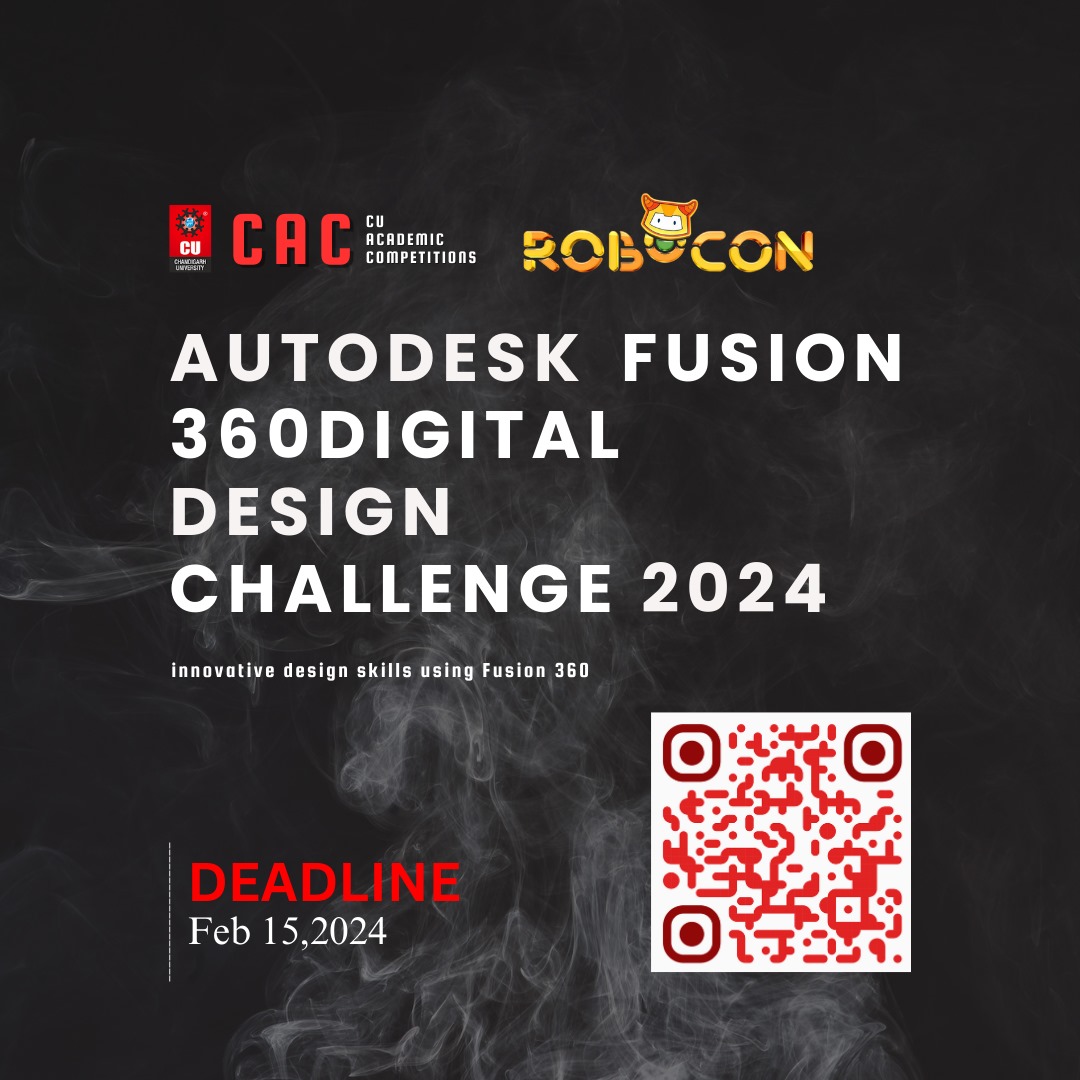 CU
CHANDIGARH
UNIVERSITY
CAC
CU
ACADEMIC
COMPETITIONS
ROBOCON
AUTODESK FUSION
360DIGITAL
DESIGN
CHALLENGE 2024
innovative design skills using Fusion 360
DEADLINE
Feb 15,2024